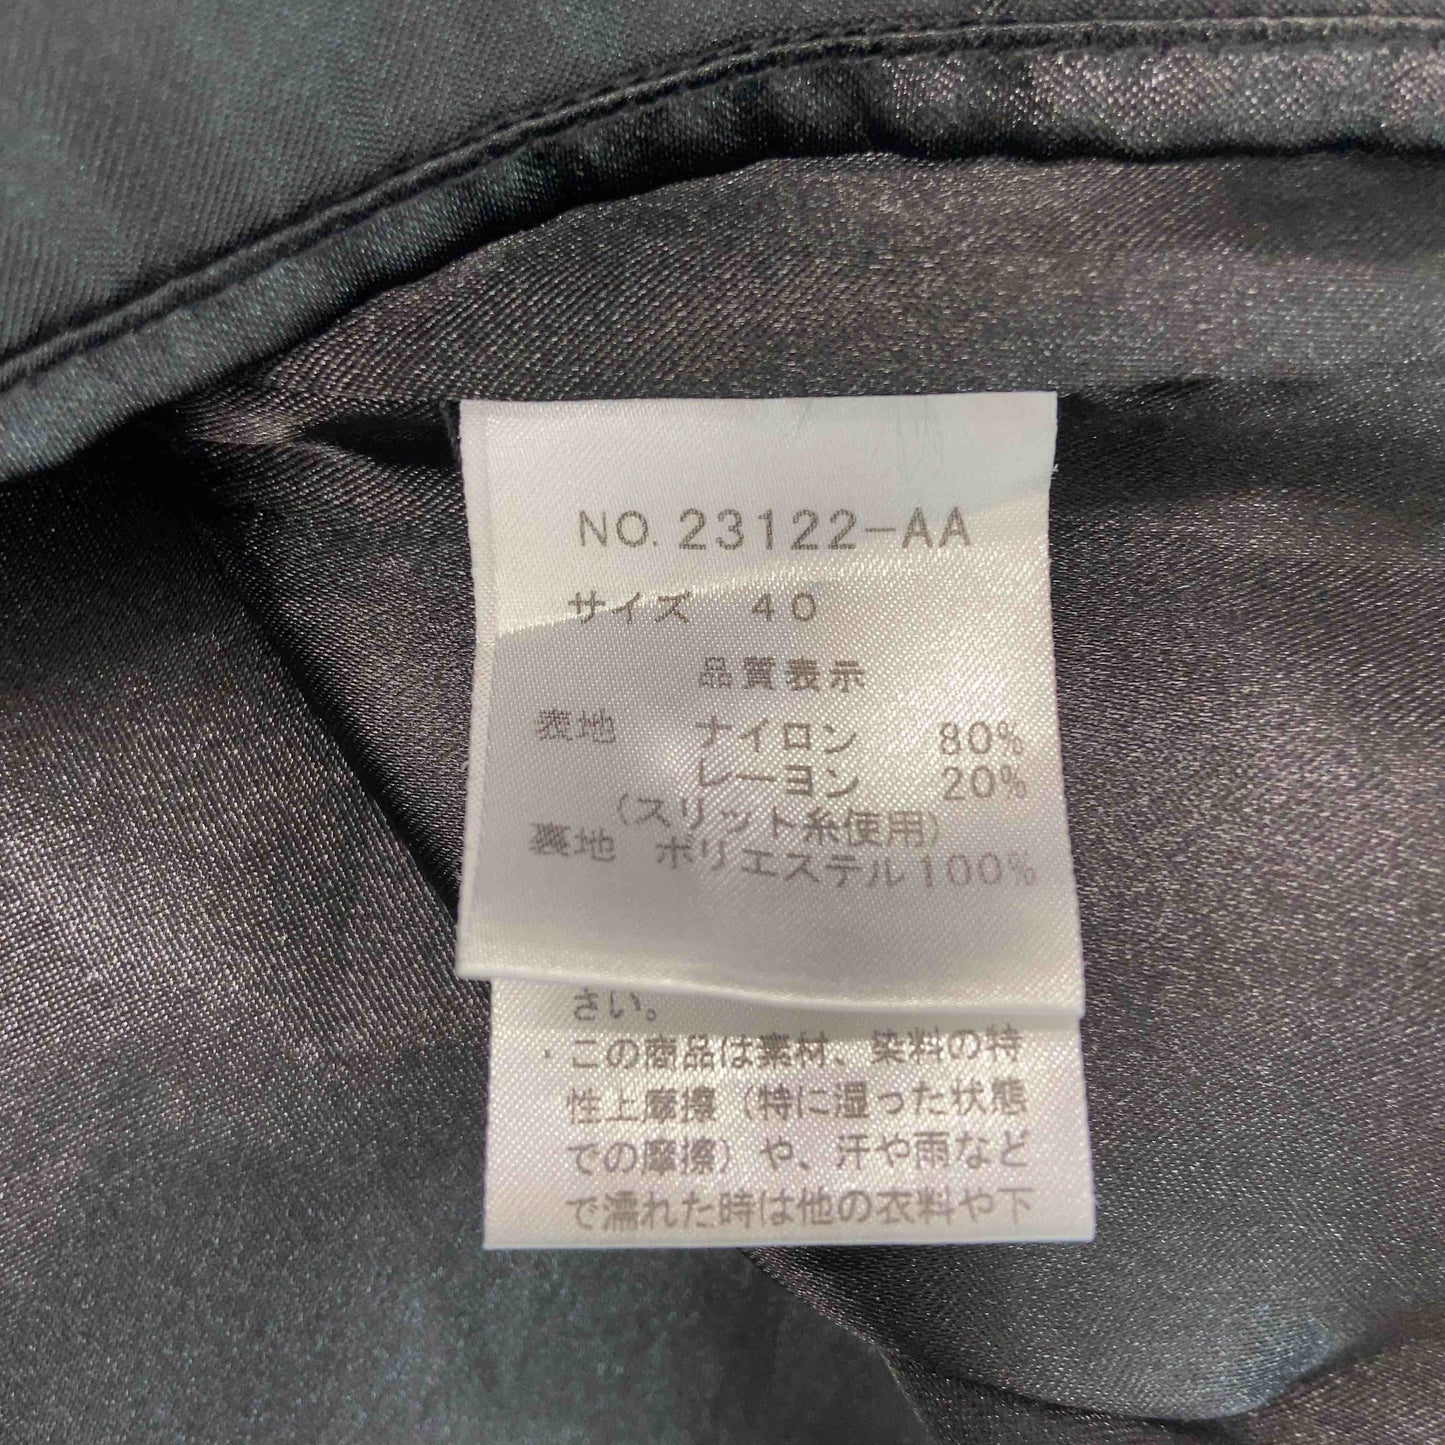 NO. 23122-AA
サイズ 40
品質表示
表地 ナイロン 80%
レーヨン 20%
(スリット糸使用)
裏地 ポリエステル100%
さい。
・この商品は素材、染料の特
性上摩擦(特に湿った状態
での摩擦)や、汗や雨など
で濡れた時は他の衣料や下